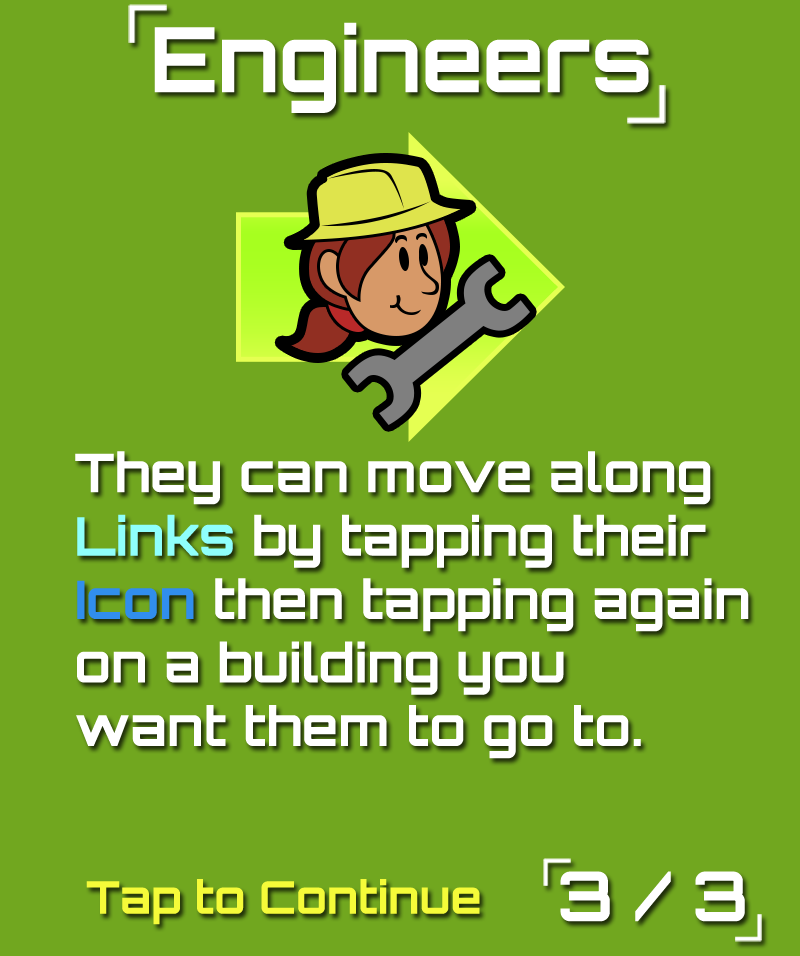 Engineers
They can move along
Links by tapping their
Icon then tapping again
on a building you
want them to go to.
Tap to Continue
3 / 3